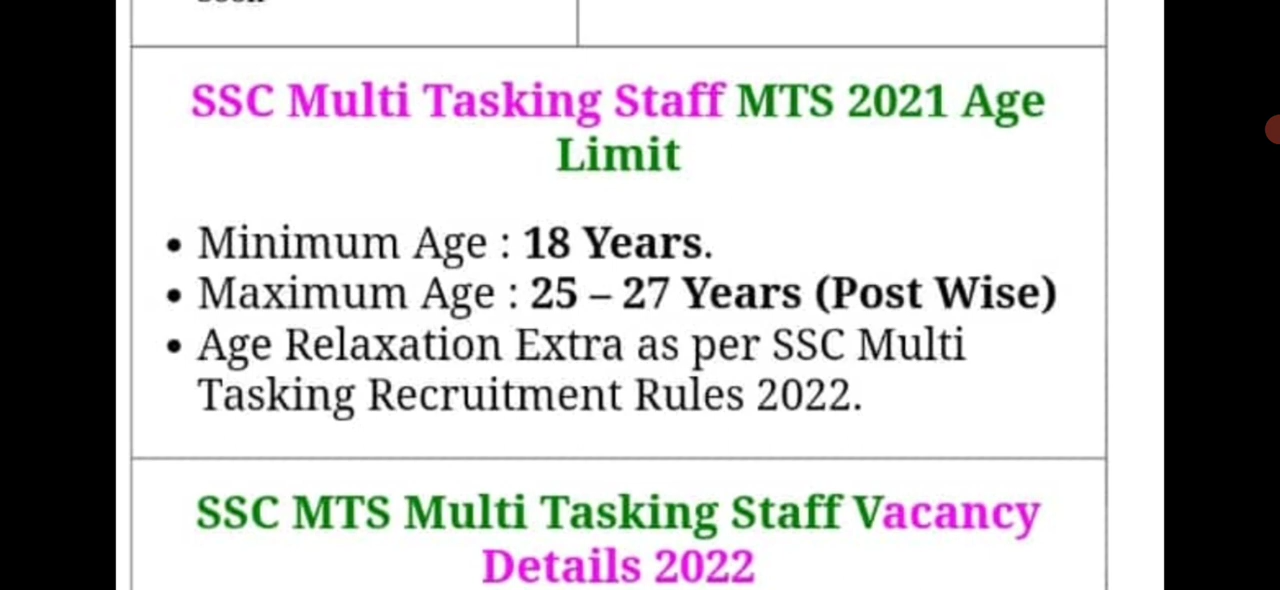 SSC Multi Tasking Staff MTS 2021 Age
Limit
• Minimum Age : 18 Years.
• Maximum Age : 25 – 27 Years (Post Wise)
• Age Relaxation Extra as per SSC Multi
Tasking Recruitment Rules 2022.
SSC MTS Multi Tasking Staff Vacancy
Details 2022